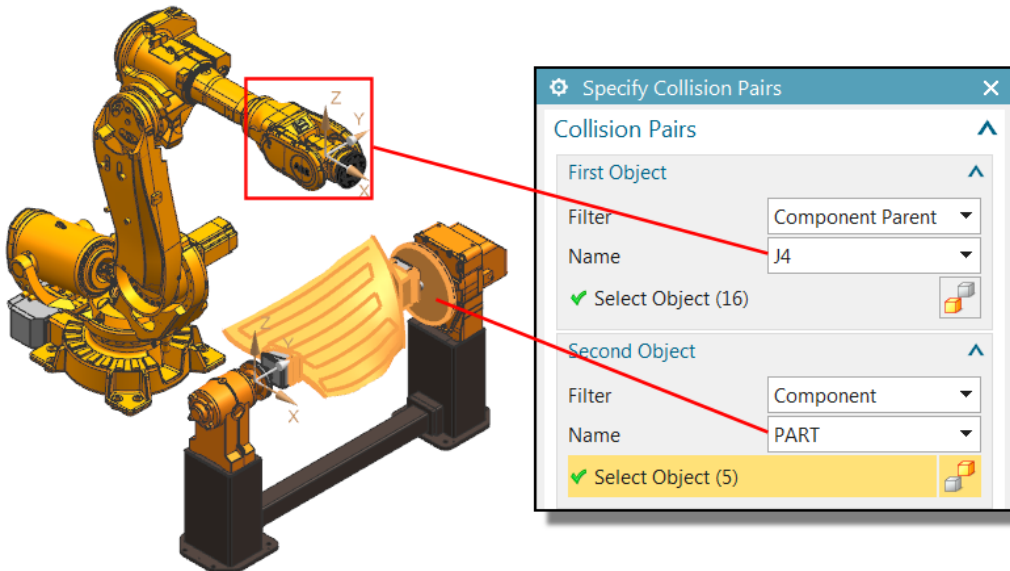 Specify Collision Pairs
Collision Pairs
First Object
Filter Component Parent
Name J4
Select Object (16)
Second Object
Filter Component
Name PART
Select Object (5)
Z
Y
X
Z
Y
X